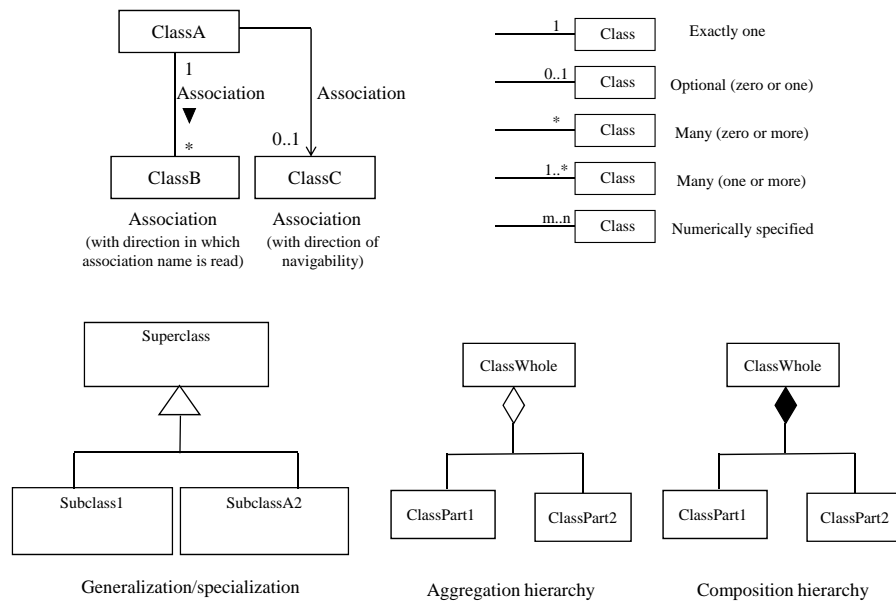 ClassA
1
Association
*
ClassB
Association
(with direction in which
association name is read)
Association
0..1
ClassC
Association
(with direction of
navigability)
1
Class
Exactly one
0..1
Class
Optional (zero or one)
*
Class
Many (zero or more)
1..*
Class
Many (one or more)
m..n
Class
Numerically specified
Superclass
Subclass1
SubclassA2
Generalization/specialization
ClassWhole
ClassPart1
ClassPart2
Aggregation hierarchy
ClassWhole
ClassPart1
ClassPart2
Composition hierarchy